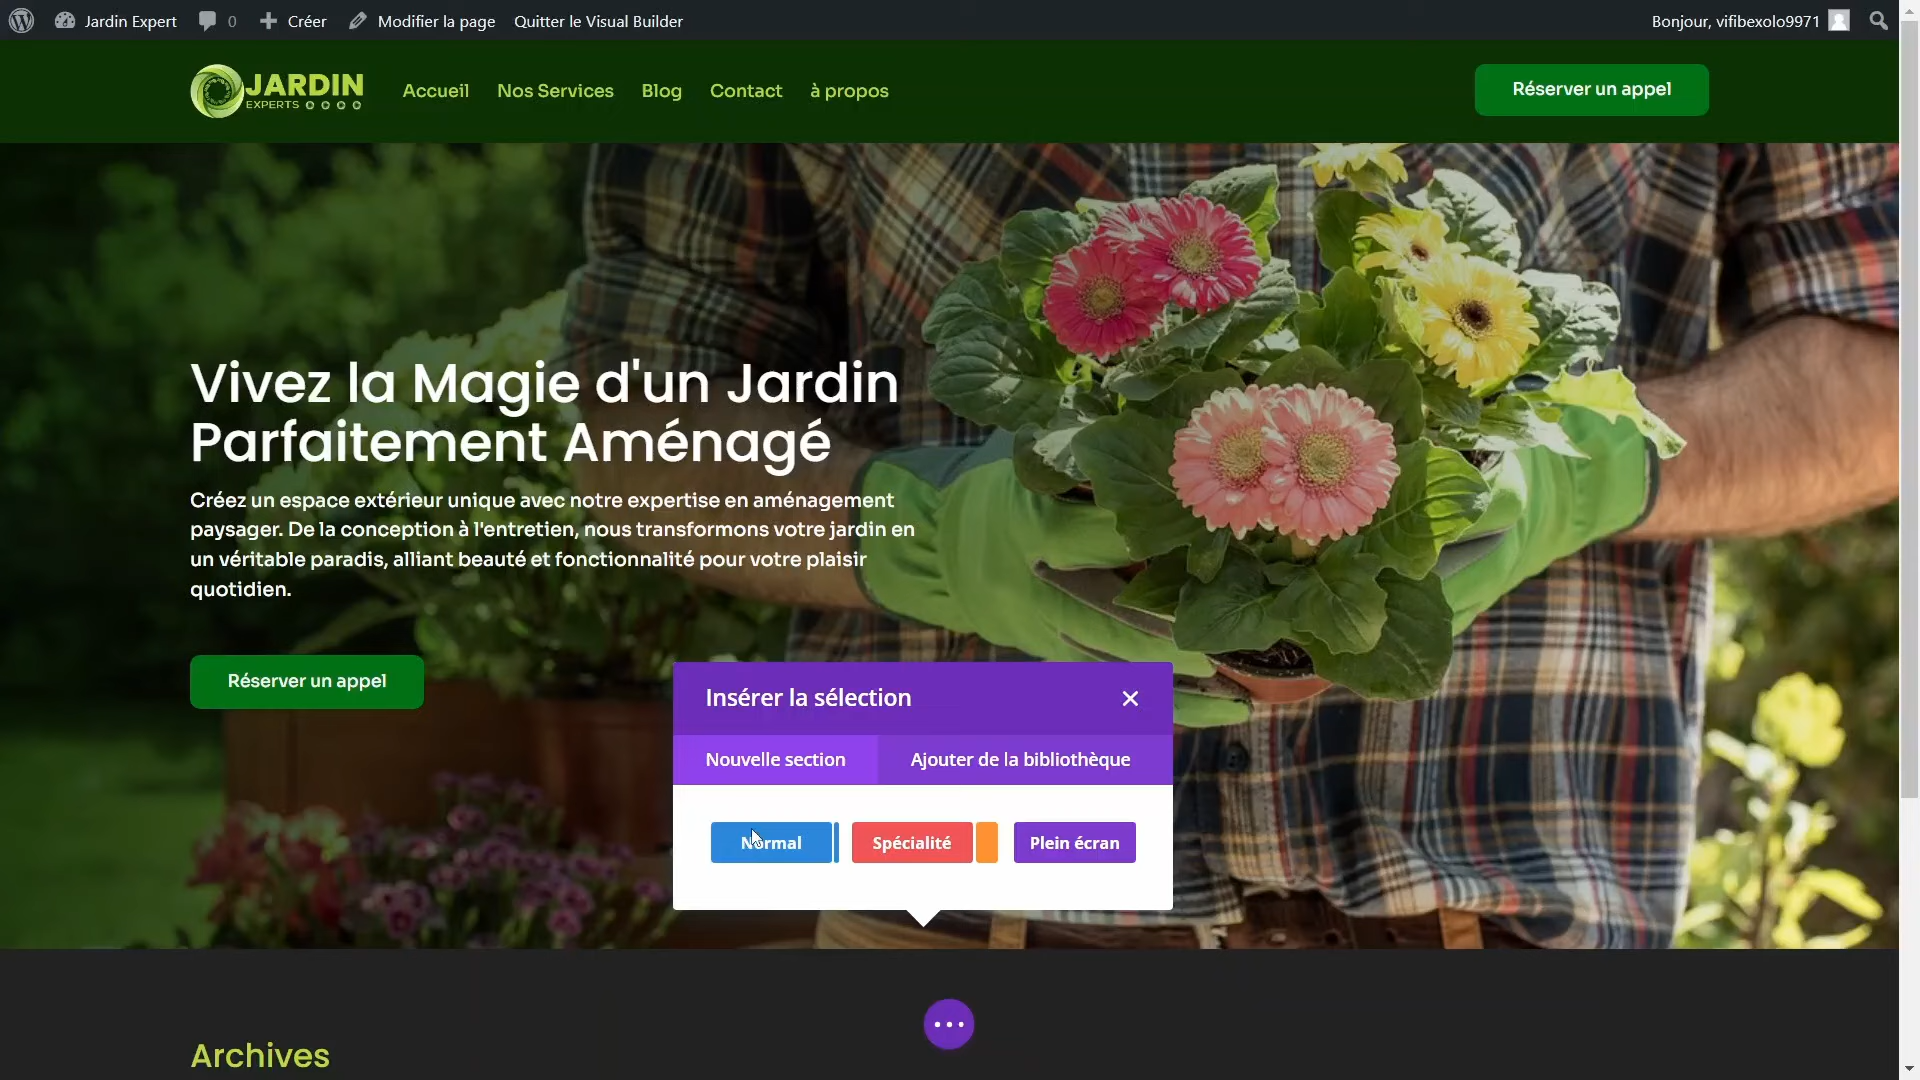 Jardin Expert 0 Créer Modifier la page Quitter le Visual Builder Bonjour, vifibexolo9971
JARDIN
EXPERTS
Accueil Nos Services Blog Contact à propos
Réserver un appel
Vivez la Magie d'un Jardin
Parfaitement Aménagé
Créez un espace extérieur unique avec notre expertise en aménagement
paysager. De la conception à l'entretien, nous transformons votre jardin en
un véritable paradis, alliant beauté et fonctionnalité pour votre plaisir
quotidien.
Réserver un appel
Insérer la sélection
Nouvelle section Ajouter de la bibliothèque
Normal Spécialité Plein écran
Archives